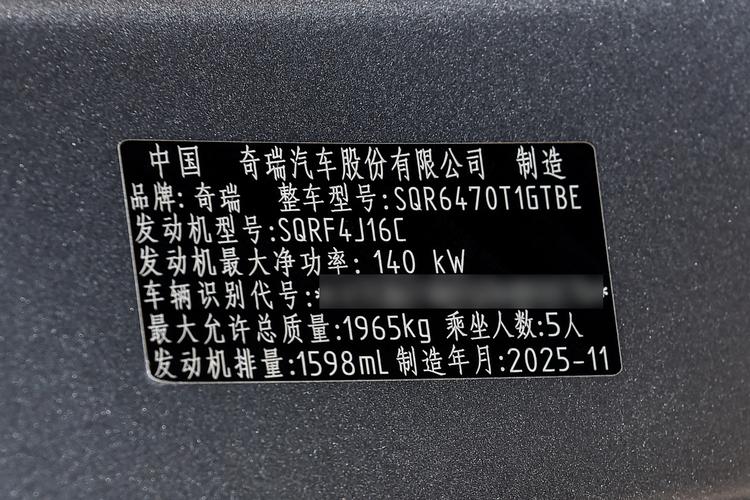 中国 奇瑞汽车股份有限公司 制造
品牌: 奇瑞 整车型号:SQR6470T1GTBE
发动机型号:SQRF4J16C
发动机最大净功率: 140 kW
车辆识别代号:* *
最大允许总质量:1965kg 乘坐人数:5人
发动机排量:1598mL 制造年月:2025-11